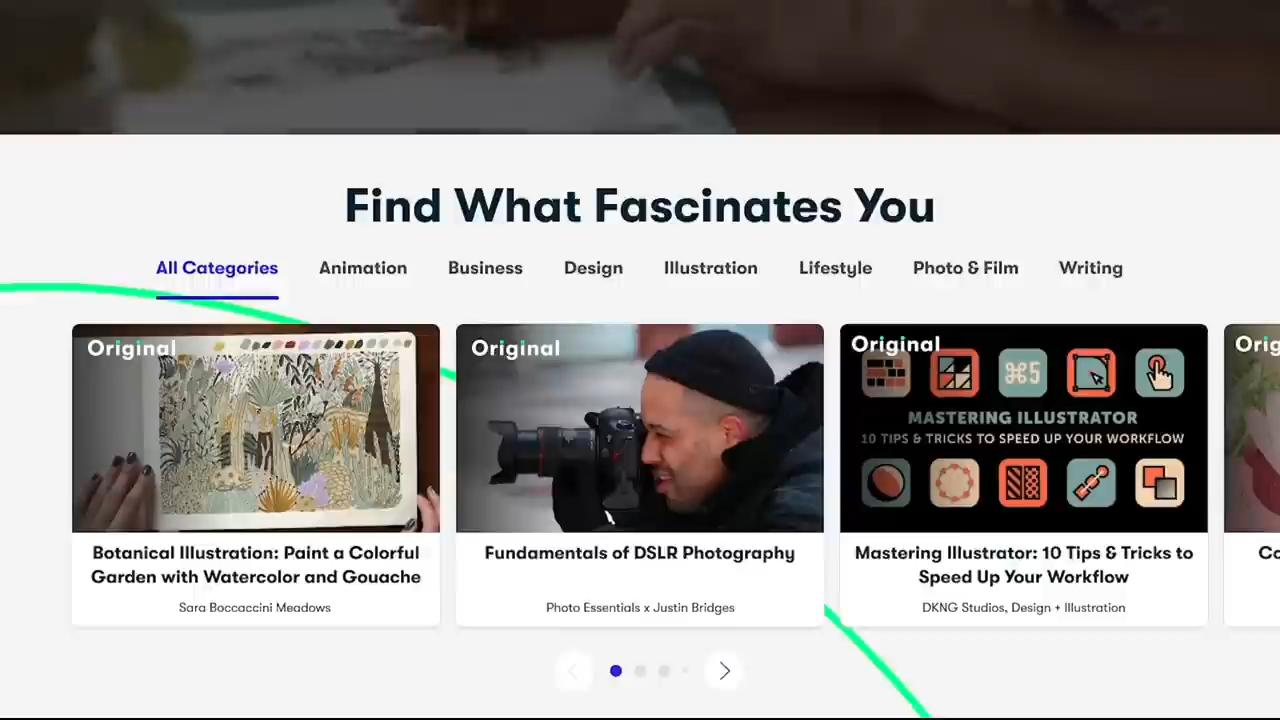 Find What Fascinates You
All Categories
Animation
Business
Design
Illustration
Lifestyle
Photo & Film
Writing
Original
Botanical Illustration: Paint a Colorful
Garden with Watercolor and Gouache
Sara Boccaccini Meadows
Original
Fundamentals of DSLR Photography
Photo Essentials x Justin Bridges
Original
⌘5
MASTERING ILLUSTRATOR
10 TIPS & TRICKS TO SPEED UP YOUR WORKFLOW
Mastering Illustrator: 10 Tips & Tricks to
Speed Up Your Workflow
DKNG Studios, Design + Illustration